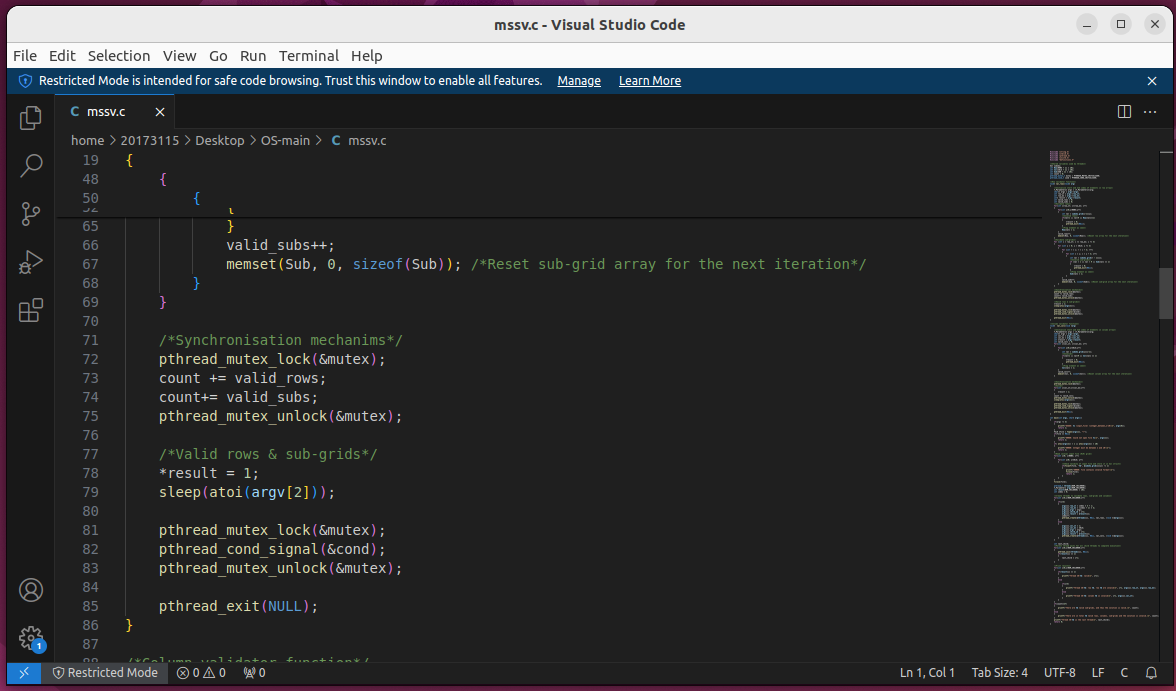 mssv.c - Visual Studio Code
File Edit Selection View Go Run Terminal Help
Restricted Mode is intended for safe code browsing. Trust this window to enable all features. Manage Learn More
C mssv.c
home > 20173115 > Desktop > OS-main > C mssv.c
19 {
48 {
50 {
52 {
65 }
66 valid_subs++;
67 memset(Sub, 0, sizeof(Sub)); /*Reset sub-grid array for the next iteration*/
68 }
69 }
70
71 /*Synchronisation mechanims*/
72 pthread_mutex_lock(&mutex);
73 count += valid_rows;
74 count+= valid_subs;
75 pthread_mutex_unlock(&mutex);
76
77 /*Valid rows & sub-grids*/
78 *result = 1;
79 sleep(atoi(argv[2]));
80
81 pthread_mutex_lock(&mutex);
82 pthread_cond_signal(&cond);
83 pthread_mutex_unlock(&mutex);
84
85 pthread_exit(NULL);
86 }
87
88 /*Column validator function*/
1
Restricted Mode 0 0 0 Ln 1, Col 1 Tab Size: 4 UTF-8 LF C